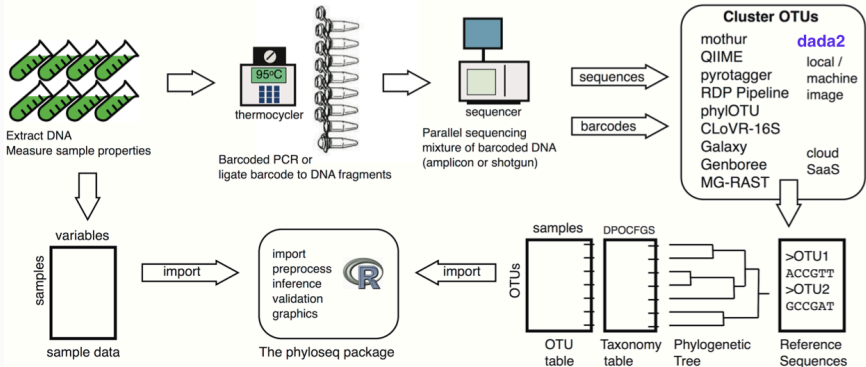 Extract DNA
Measure sample properties
95ºC
thermocycler
Barcoded PCR or
ligate barcode to DNA fragments
sequencer
Parallel sequencing
mixture of barcoded DNA
(amplicon or shotgun)
sequences
barcodes
Cluster OTUs
mothur
QIIME
pyrotagger
RDP Pipeline
phylOTU
CLoVR-16S
Galaxy
Genboree
MG-RAST
dada2
local /
machine
image
cloud
SaaS
variables
samples
sample data
import
import
preprocess
inference
validation
graphics
R
The phyloseq package
import
samples
OTUs
OTU
table
DPOCFGS
Taxonomy
table
Phylogenetic
Tree
>OTU1
ACCGTT
>OTU2
GCCGAT
Reference
Sequences